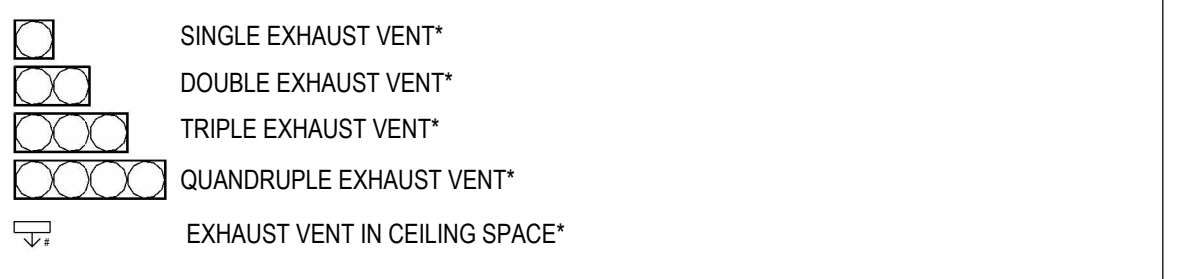 SINGLE EXHAUST VENT*
DOUBLE EXHAUST VENT*
TRIPLE EXHAUST VENT*
QUANDRUPLE EXHAUST VENT*
# EXHAUST VENT IN CEILING SPACE*